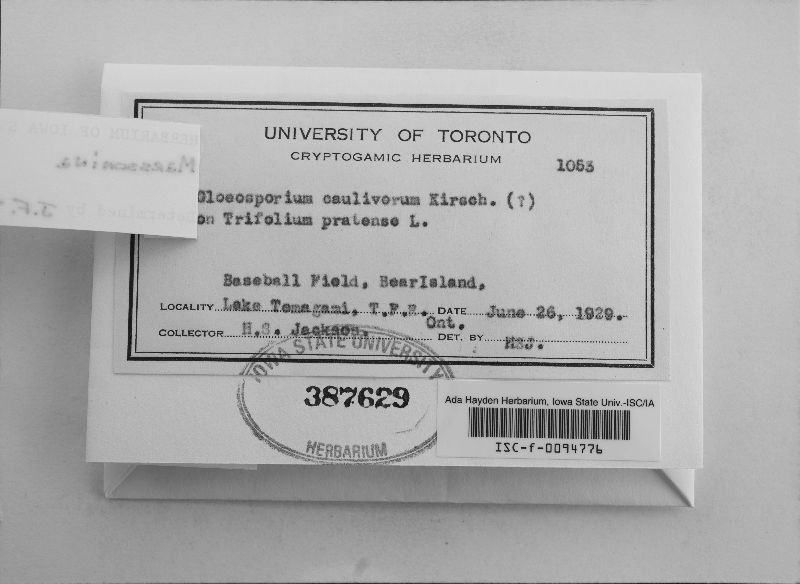 UNIVERSITY OF TORONTO
CRYPTOGAMIC HERBARIUM
1053
Gloeosporium caulivorum Kirsch. (?)
on Trifolium pratense L.
Baseball Field, BearIsland,
LOCALITY Lake Temagami, T.F.R. DATE June 26, 1929.
Ont.
COLLECTOR H.S. Jackson. DET. BY HSJ.
IOWA STATE UNIVERSITY
387629
HERBARIUM
Ada Hayden Herbarium, Iowa State Univ.-ISC/IA
ISC-f-0094776
HERBARIUM OF IOWA S
Determined by J.F.